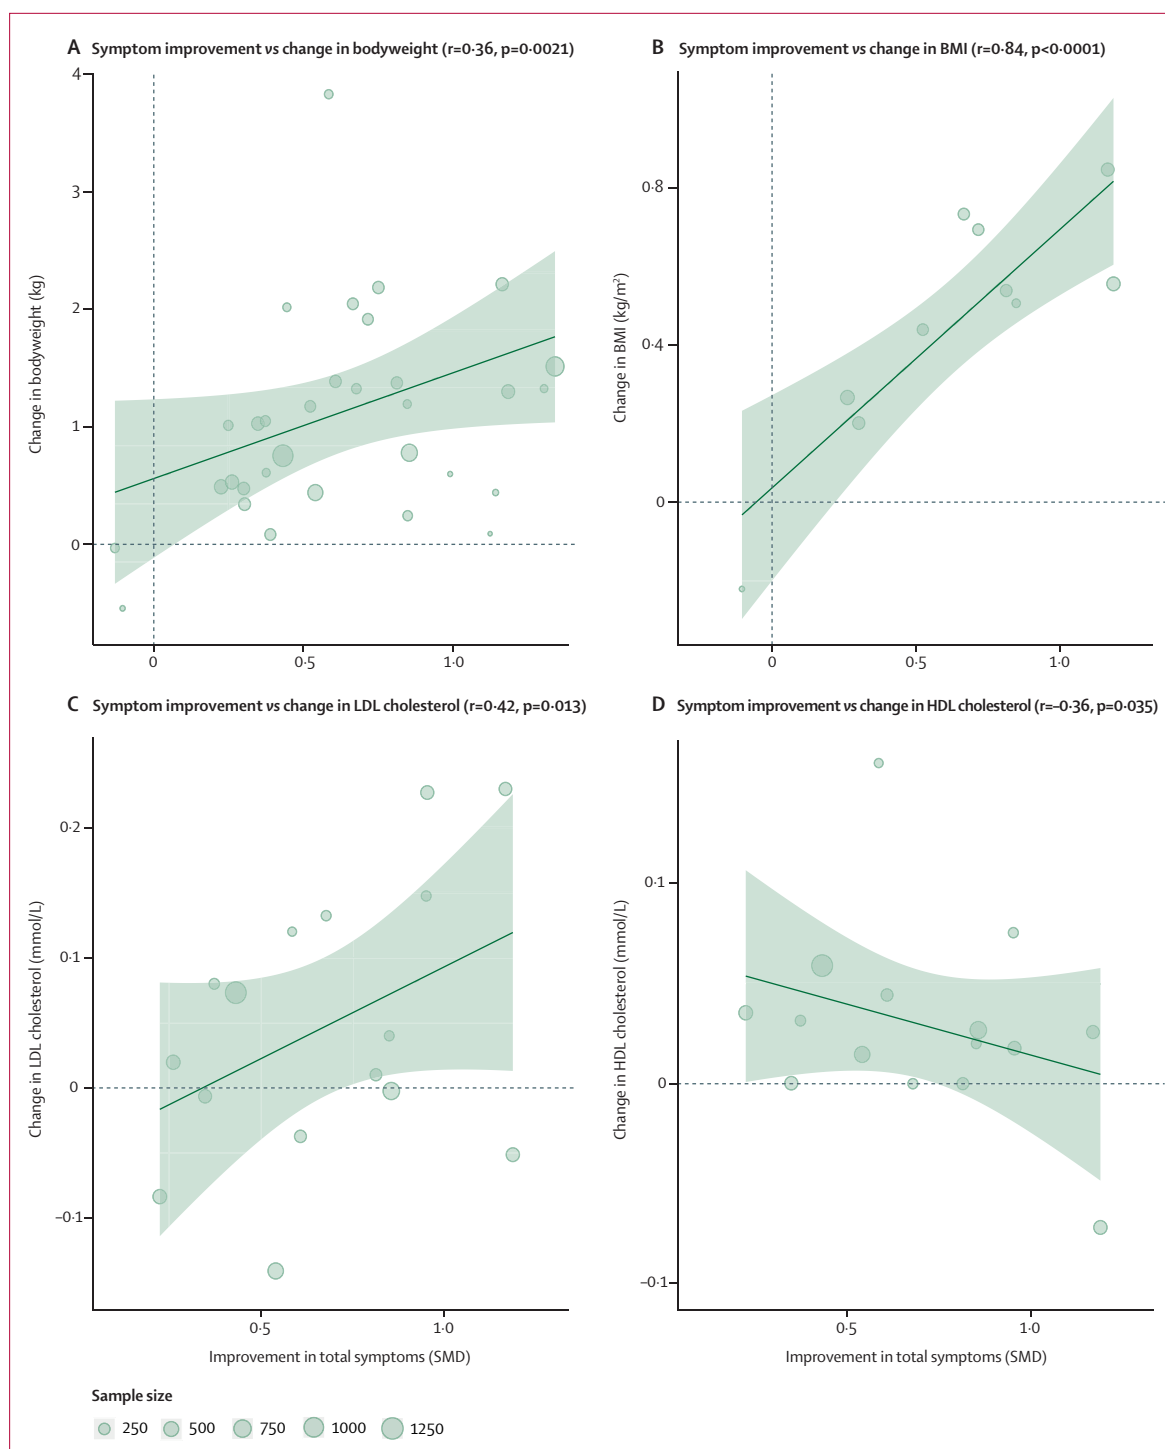 A Symptom improvement vs change in bodyweight (r=0·36, p=0·0021)
4
3
2
1
0
Change in bodyweight (kg)
0
0·5
1·0
B Symptom improvement vs change in BMI (r=0·84, p<0·0001)
0·8
0·4
0
Change in BMI (kg/m²)
0
0·5
1·0
C Symptom improvement vs change in LDL cholesterol (r=0·42, p=0·013)
0·2
0·1
0
–0·1
Change in LDL cholesterol (mmol/L)
0·5
1·0
Improvement in total symptoms (SMD)
D Symptom improvement vs change in HDL cholesterol (r=–0·36, p=0·035)
0·1
0
–0·1
Change in HDL cholesterol (mmol/L)
0·5
1·0
Improvement in total symptoms (SMD)
Sample size
250 500 750 1000 1250